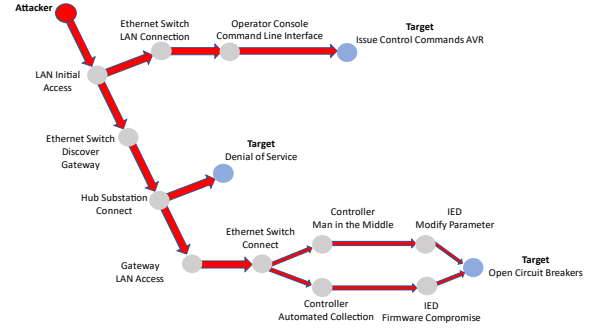 Attacker
Ethernet Switch
LAN Connection
Operator Console
Command Line Interface
Target
Issue Control Commands AVR
LAN Initial
Access
Ethernet Switch
Discover
Gateway
Target
Denial of Service
Hub Substation
Connect
Gateway
LAN Access
Ethernet Switch
Connect
Controller
Man in the Middle
IED
Modify Parameter
Target
Open Circuit Breakers
Controller
Automated Collection
IED
Firmware Compromise